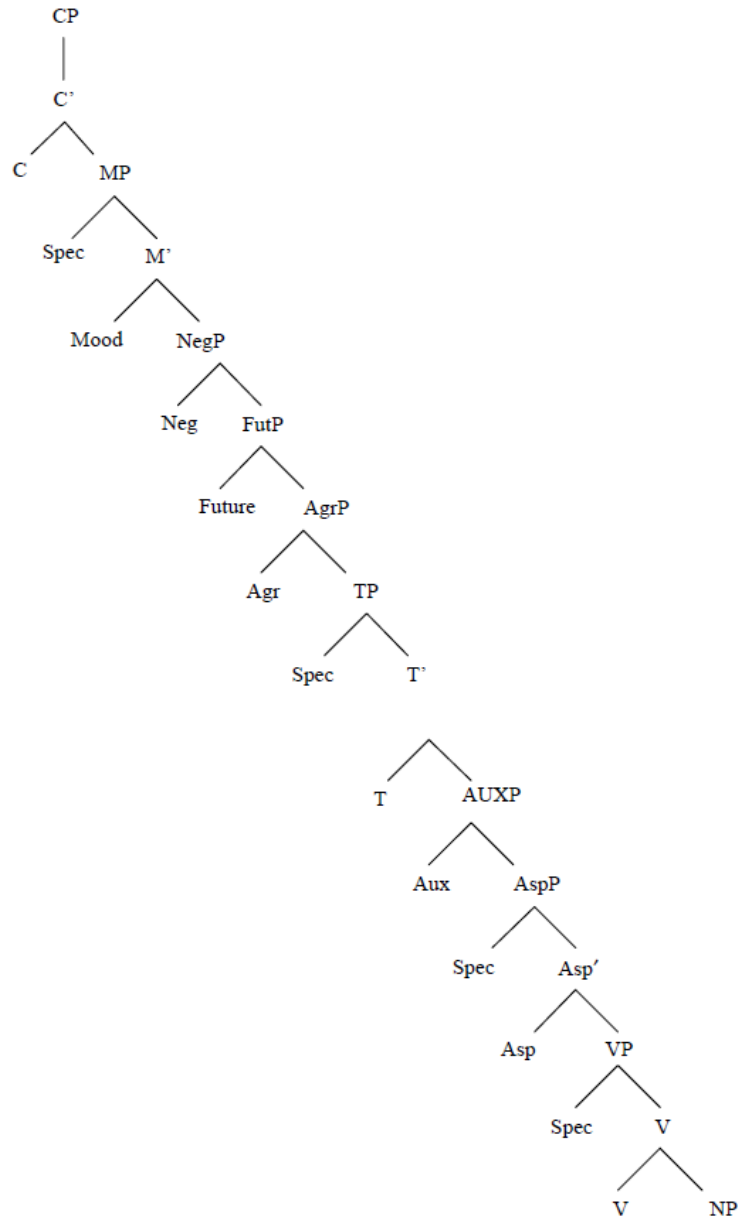 CP
C’
C MP
Spec M’
Mood NegP
Neg FutP
Future AgrP
Agr TP
Spec T’
T AUXP
Aux AspP
Spec Asp′
Asp VP
Spec V
V NP